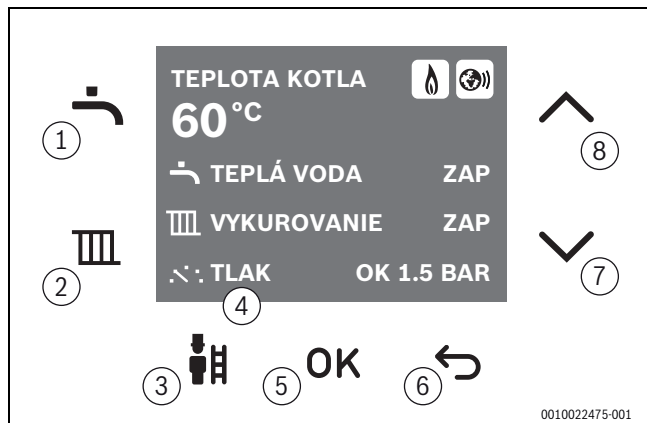 TEPLOTA KOTLA
60°C
1
8
TEPLÁ VODA ZAP
VYKUROVANIE ZAP
2
7
TLAK OK 1.5 BAR
4
3
5
OK
6
0010022475-001